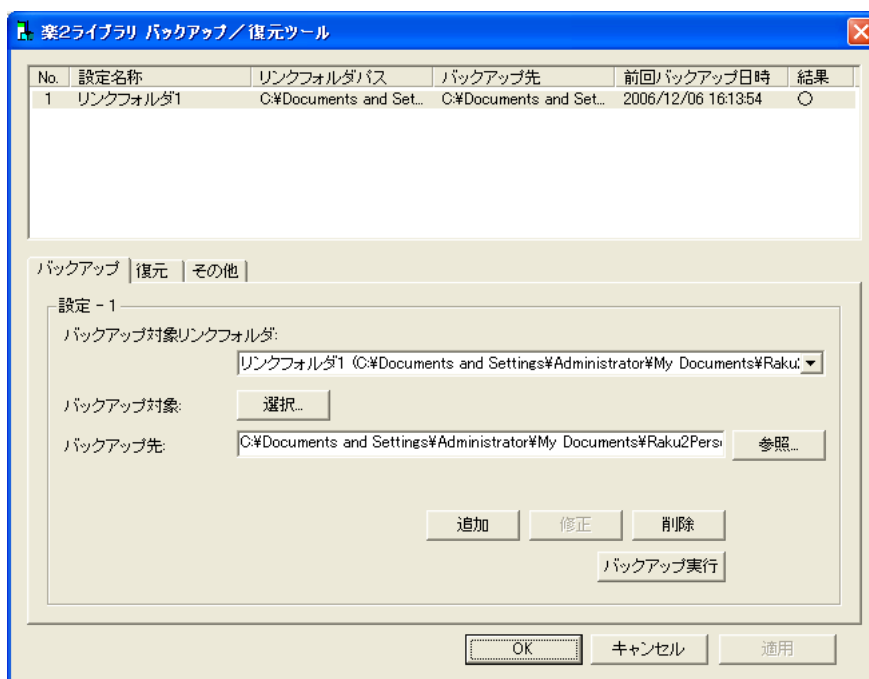 楽2ライブラリ バックアップ／復元ツール
No. 設定名称 リンクフォルダパス バックアップ先 前回バックアップ日時 結果
1 リンクフォルダ1 C:¥Documents and Set... C:¥Documents and Set... 2006/12/06 16:13:54 ○
バックアップ 復元 その他
設定 - 1
バックアップ対象リンクフォルダ:
リンクフォルダ1 (C:¥Documents and Settings¥Administrator¥My Documents¥Raku2
バックアップ対象: 選択...
バックアップ先: C:¥Documents and Settings¥Administrator¥My Documents¥Raku2Perso 参照...
追加 修正 削除
バックアップ実行
OK キャンセル 適用